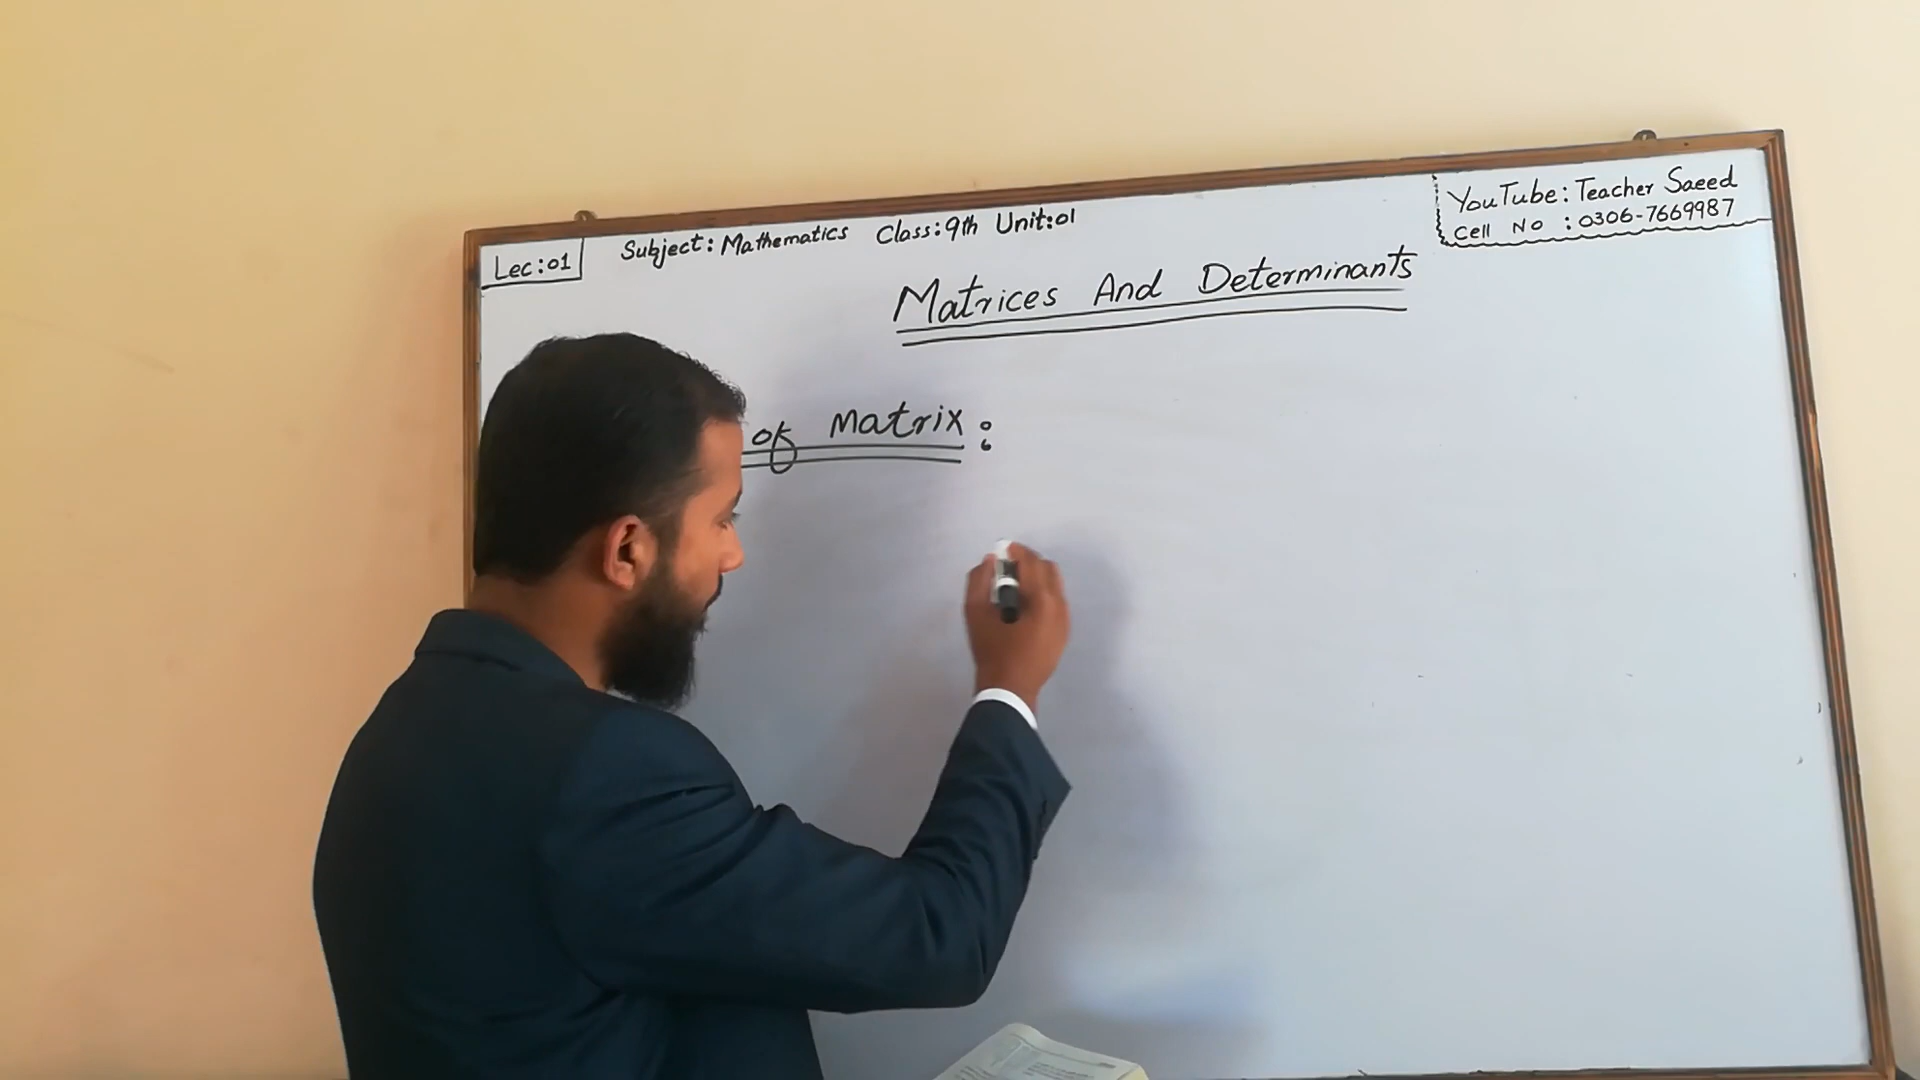 Lec:01
Subject: Mathematics Class:9th Unit:01
YouTube: Teacher Saeed
Cell No : 0306-7669987
Matrices And Determinants
of Matrix: